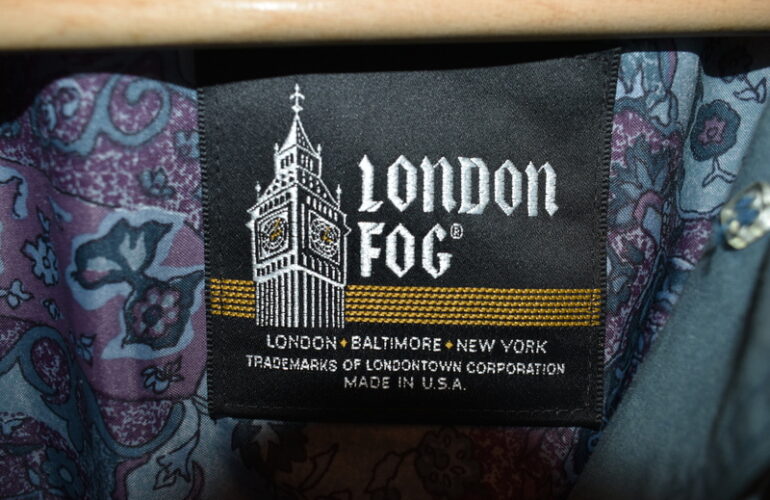 LONDON
FOG®
LONDON ✦ BALTIMORE ✦ NEW YORK
TRADEMARKS OF LONDONTOWN CORPORATION
MADE IN U.S.A.